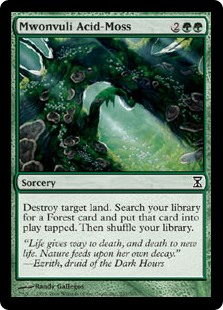 Mwonvuli Acid-Moss 2
Sorcery
Destroy target land. Search your library
for a Forest card and put that card into
play tapped. Then shuffle your library.
"Life gives way to death, and death to new
life. Nature feeds upon her own decay."
—Ezrith, druid of the Dark Hours
Randy Gallegos